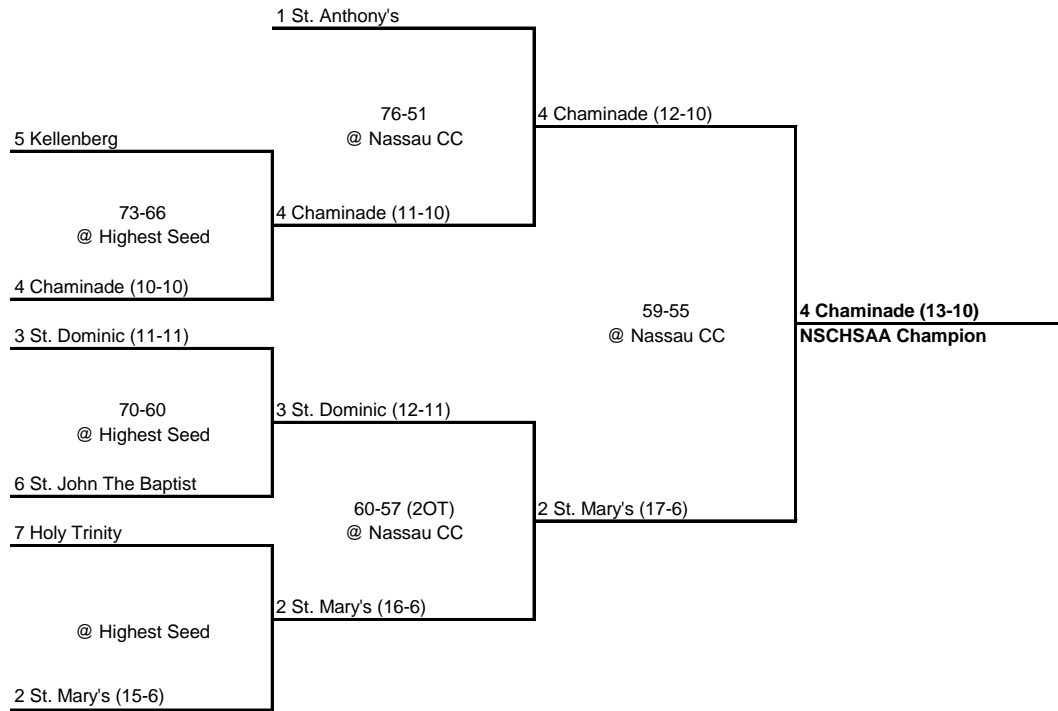 1 St. Anthony's
76-51
@ Nassau CC
4 Chaminade (12-10)
5 Kellenberg
73-66
@ Highest Seed
4 Chaminade (11-10)
4 Chaminade (10-10)
59-55
@ Nassau CC
4 Chaminade (13-10)
NSCHSAA Champion
3 St. Dominic (11-11)
70-60
@ Highest Seed
3 St. Dominic (12-11)
6 St. John The Baptist
60-57 (2OT)
@ Nassau CC
2 St. Mary's (17-6)
7 Holy Trinity
@ Highest Seed
2 St. Mary's (16-6)
2 St. Mary's (15-6)